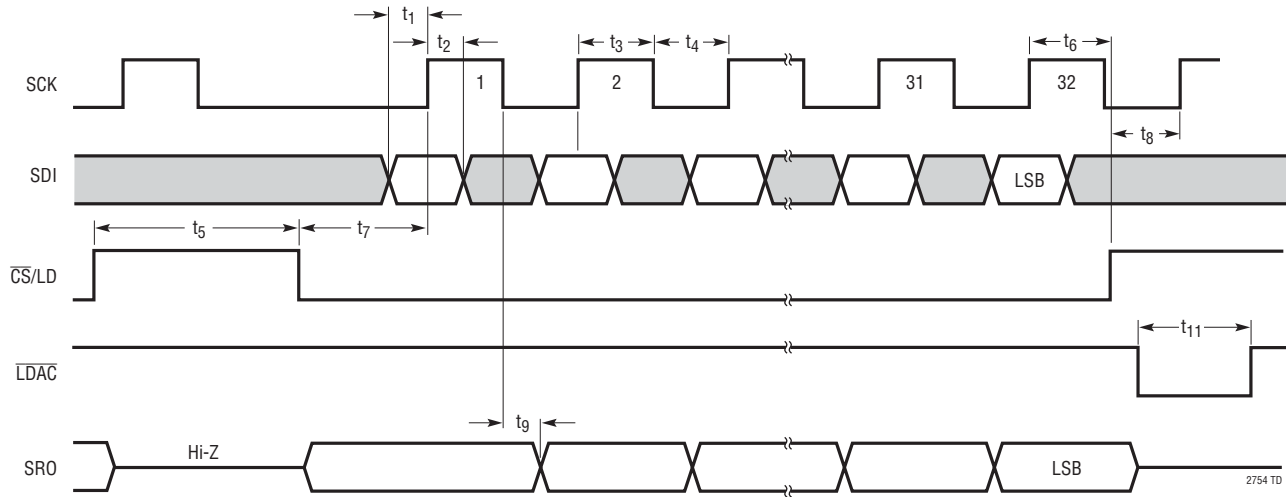 t1
t2 t3 t4 t6
SCK 1 2 31 32
t8
SDI LSB
t5 t7
CS/LD
t11
LDAC
t9
Hi-Z
SRO LSB
2754 TD